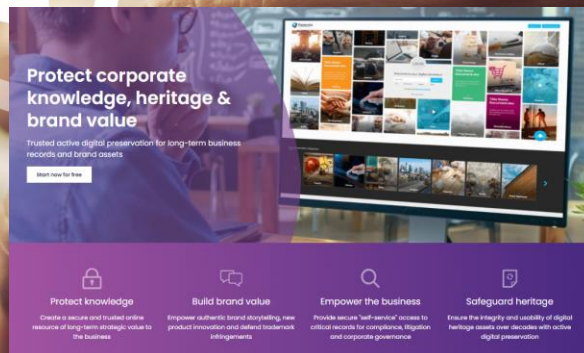 Protect corporate
knowledge, heritage &
brand value
Trusted active digital preservation for long-term business
records and brand assets
Start now for free
Protect knowledge
Create a secure and trusted online
resource of long-term strategic value to
the business
Build brand value
Empower authentic brand storytelling, new
product innovation and defend trademark
infringements
Empower the business
Provide secure "self-service" access to
critical records for compliance, litigation
and corporate governance
Safeguard heritage
Ensure the integrity and usability of digital
heritage assets over decades with active
digital preservation